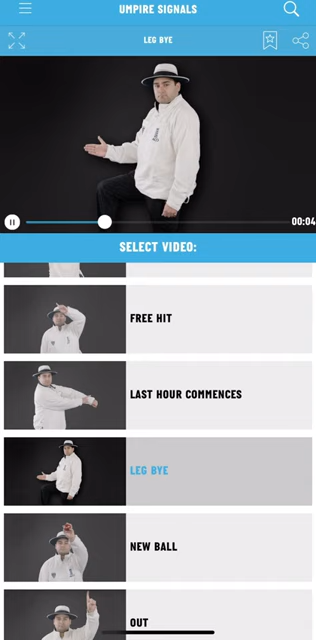 UMPIRE SIGNALS
LEG BYE
00:04
SELECT VIDEO:
FREE HIT
LAST HOUR COMMENCES
LEG BYE
NEW BALL
OUT